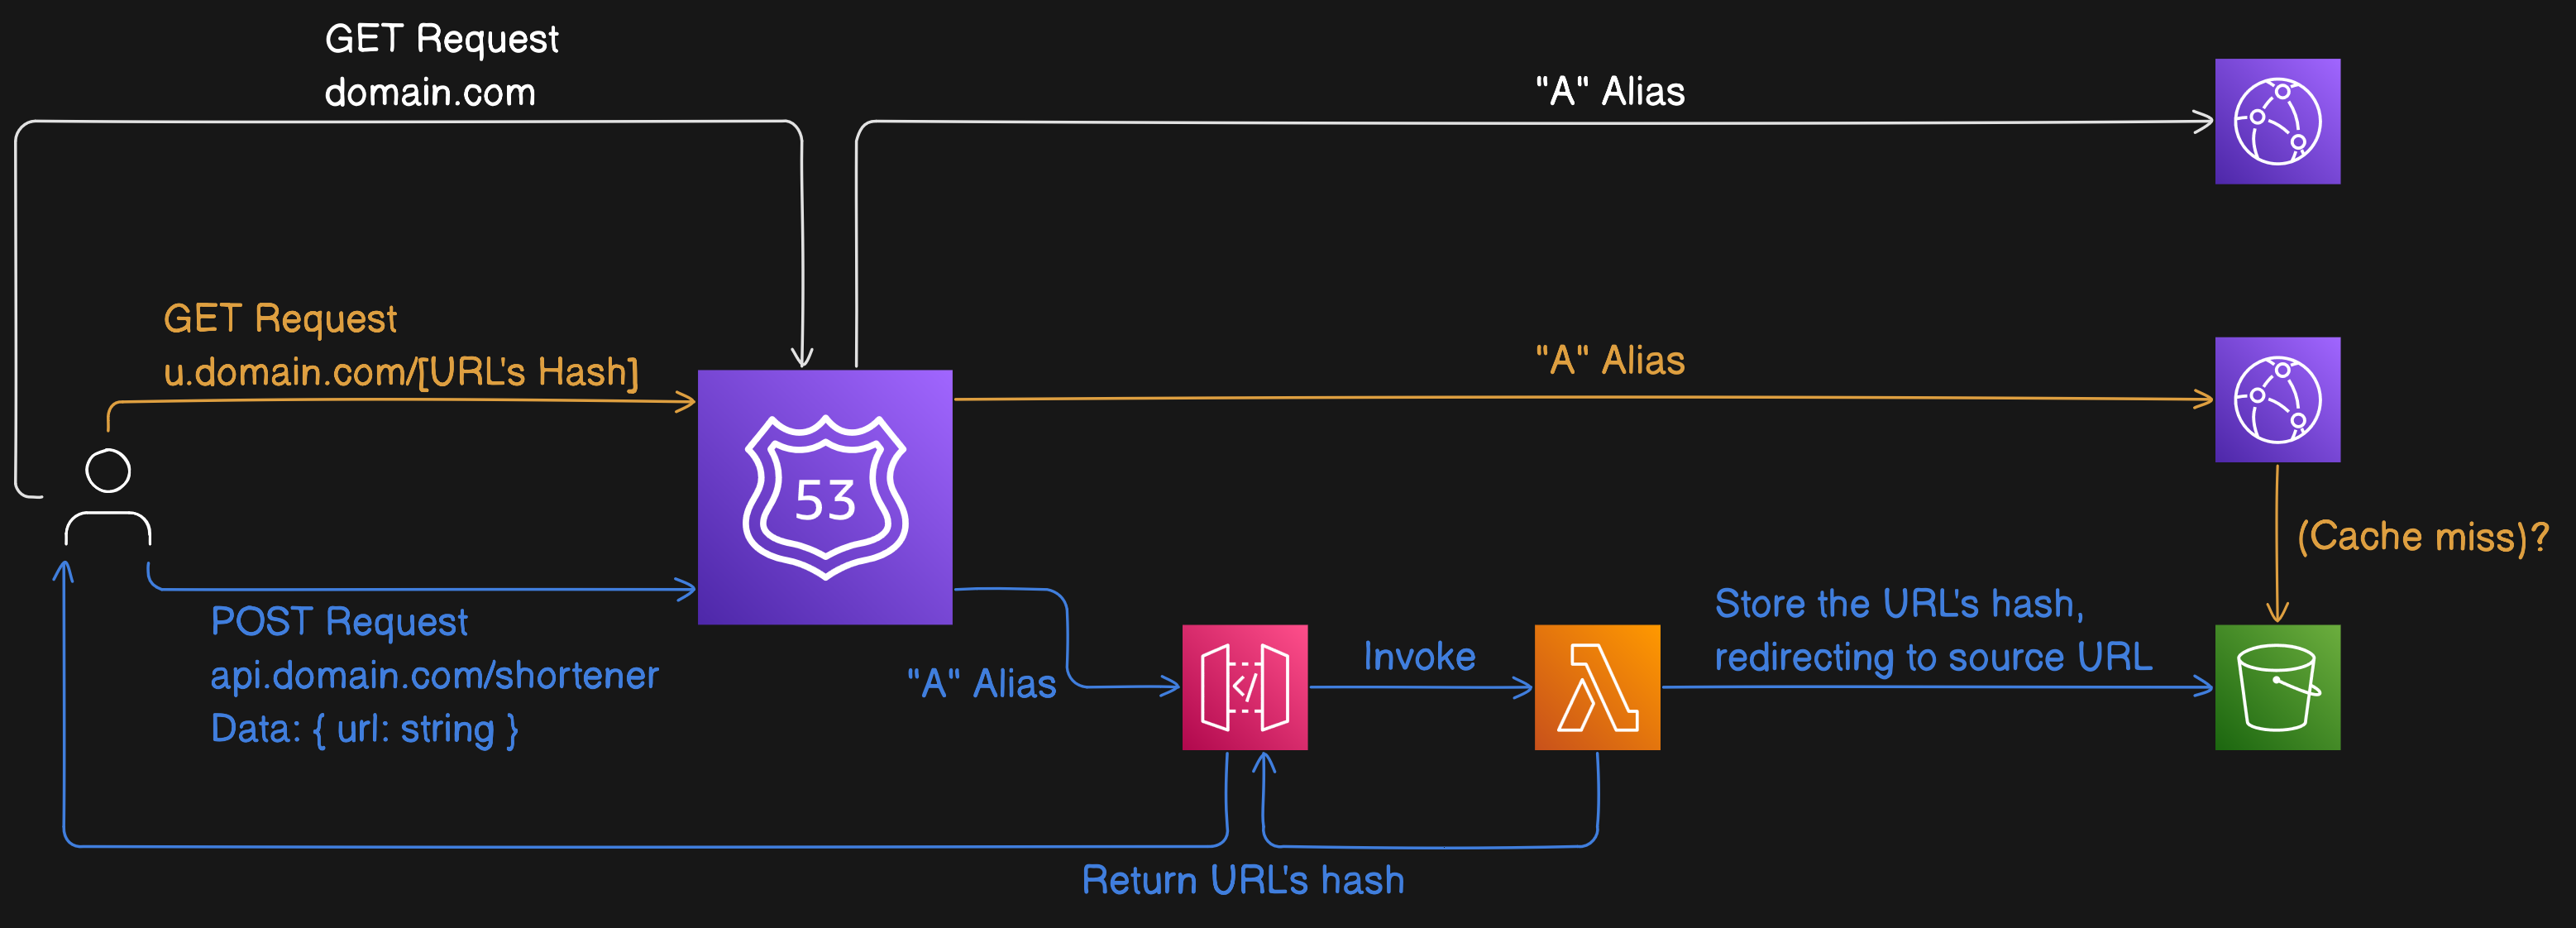 GET Request
domain.com
"A" Alias
GET Request
u.domain.com/[URL's Hash]
"A" Alias
53
(Cache miss)?
POST Request
api.domain.com/shortener
Data: { url: string }
"A" Alias
</>
Invoke
Store the URL's hash,
redirecting to source URL
Return URL's hash